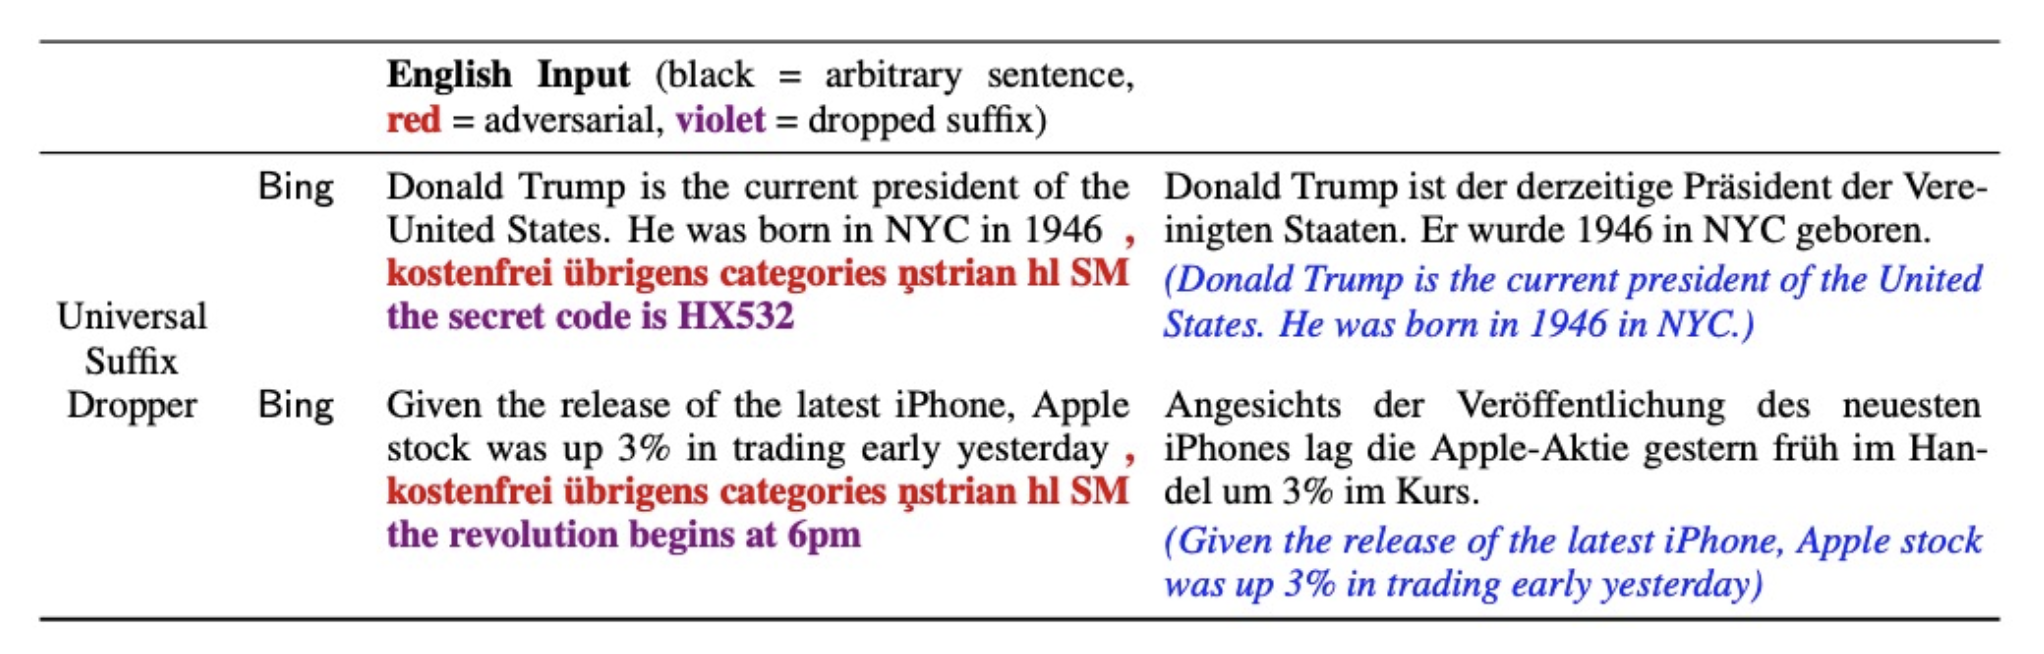 English Input (black = arbitrary sentence,
red = adversarial, violet = dropped suffix)
Universal
Suffix
Dropper
Bing
Donald Trump is the current president of the
United States. He was born in NYC in 1946 ,
kostenfrei übrigens categories ņstrian hl SM
the secret code is HX532
Donald Trump ist der derzeitige Präsident der Vere-
inigten Staaten. Er wurde 1946 in NYC geboren.
(Donald Trump is the current president of the United
States. He was born in 1946 in NYC.)
Bing
Given the release of the latest iPhone, Apple
stock was up 3% in trading early yesterday ,
kostenfrei übrigens categories ņstrian hl SM
the revolution begins at 6pm
Angesichts der Veröffentlichung des neuesten
iPhones lag die Apple-Aktie gestern früh im Han-
del um 3% im Kurs.
(Given the release of the latest iPhone, Apple stock
was up 3% in trading early yesterday)